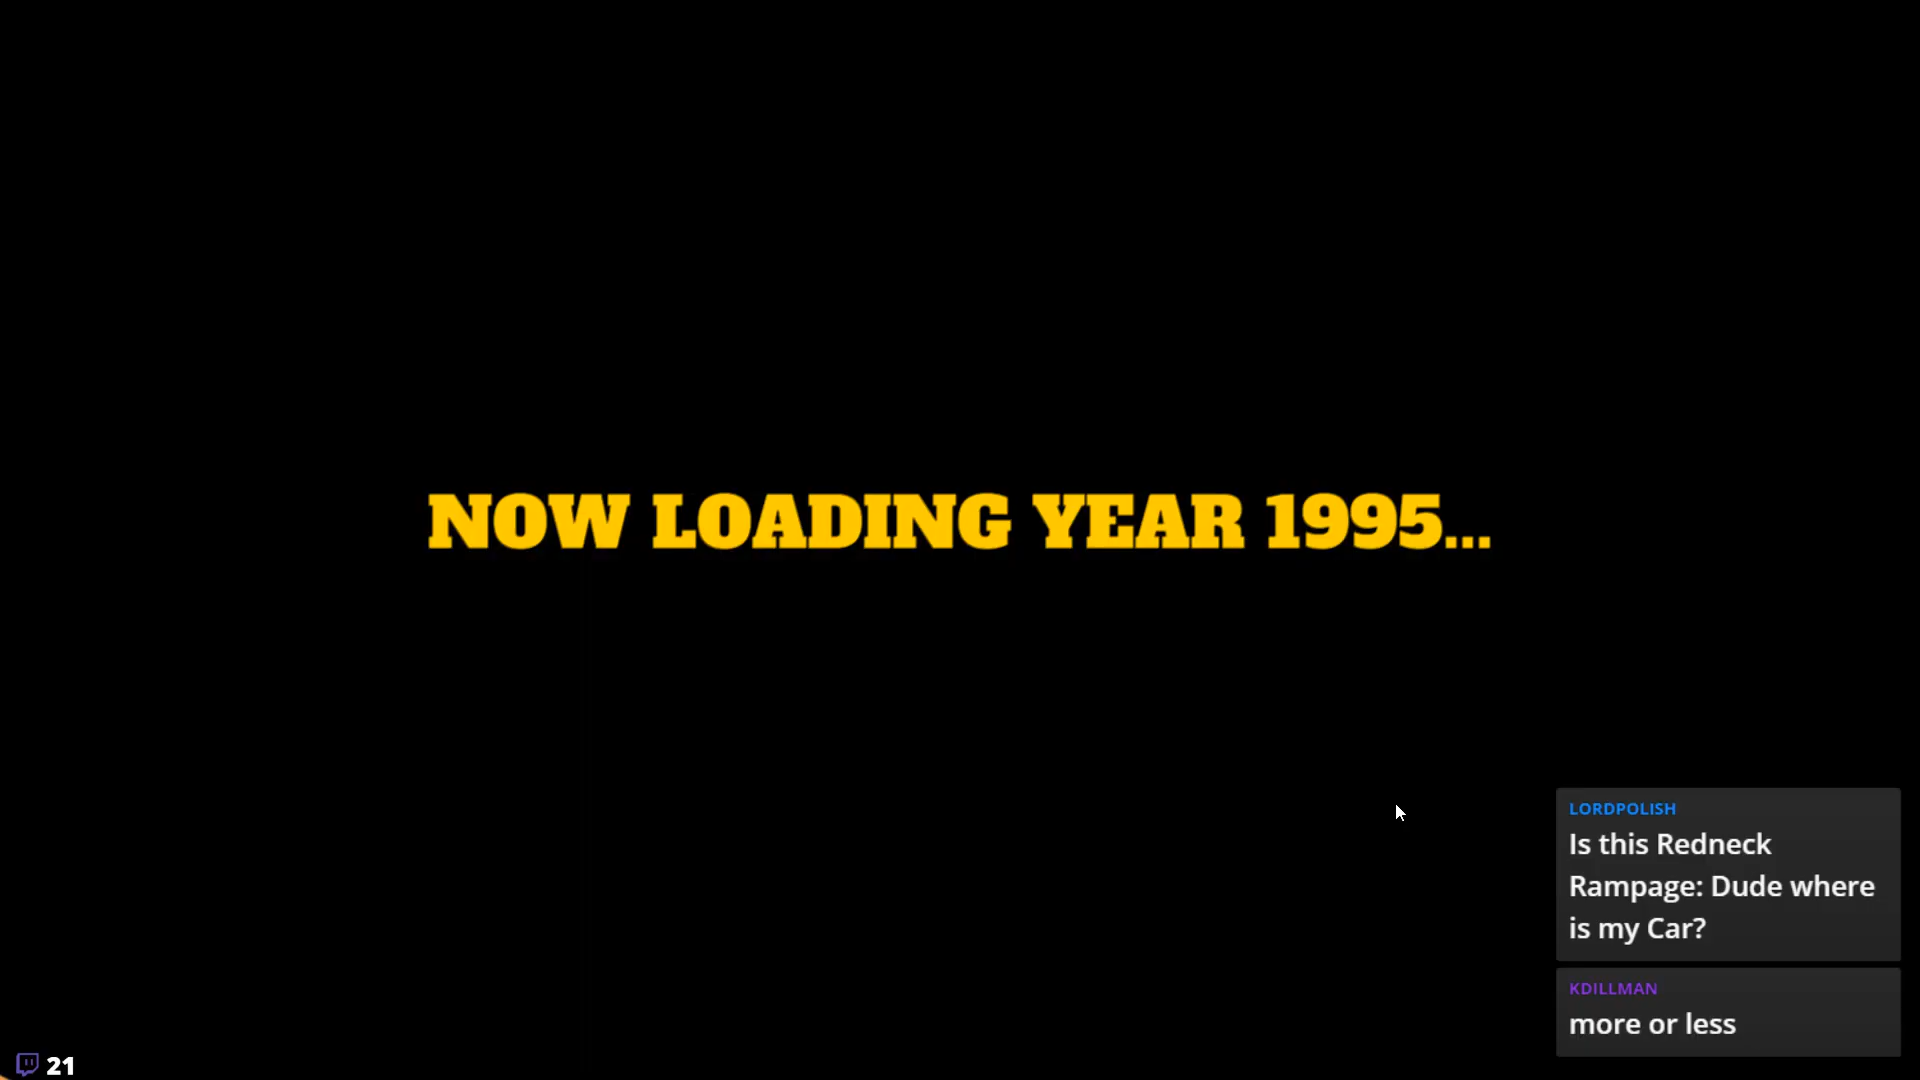 NOW LOADING YEAR 1995...
LORDPOLISH
Is this Redneck
Rampage: Dude where
is my Car?
KDILLMAN
more or less
21